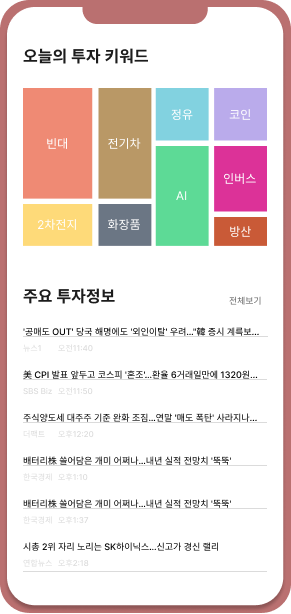 오늘의 투자 키워드
빈대
전기차
정유
코인
AI
인버스
2차전지
화장품
방산
주요 투자정보
전체보기
'공매도 OUT' 당국 해명에도 '외인이탈' 우려..."韓 증시 계륵보...
뉴스1 오전11:40
美 CPI 발표 앞두고 코스피 '혼조'...환율 6거래일만에 1320원...
SBS Biz 오전11:50
주식양도세 대주주 기준 완화 조짐...연말 '매도 폭탄' 사라지나...
더팩트 오후12:20
배터리株 쓸어담은 개미 어쩌나...내년 실적 전망치 '뚝뚝'
한국경제 오후1:10
배터리株 쓸어담은 개미 어쩌나...내년 실적 전망치 '뚝뚝'
한국경제 오후1:37
시총 2위 자리 노리는 SK하이닉스...신고가 경신 랠리
연합뉴스 오후2:18